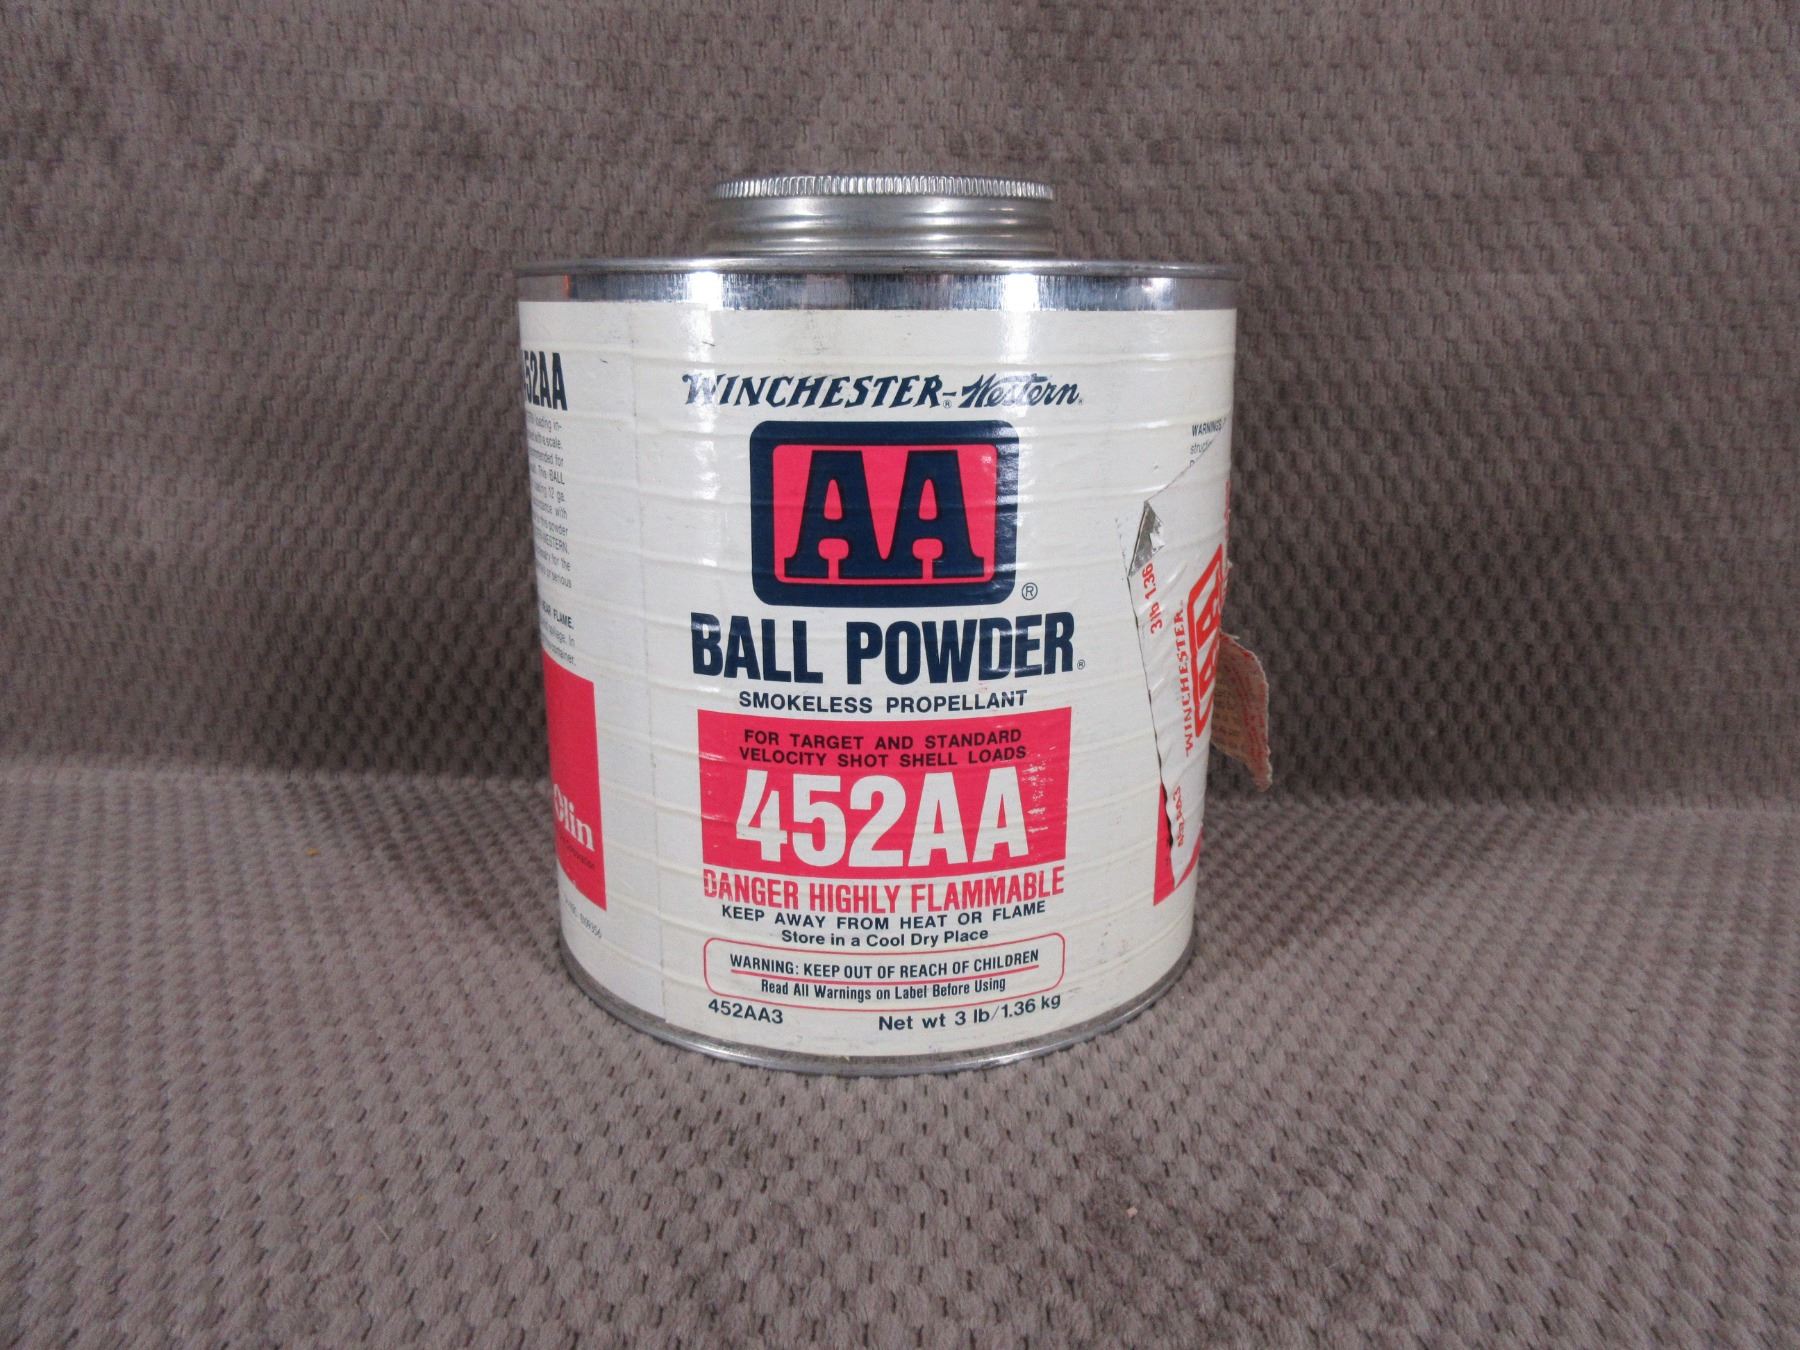 WINCHESTER®-Western®
AA®
BALL POWDER®
SMOKELESS PROPELLANT
FOR TARGET AND STANDARD
VELOCITY SHOT SHELL LOADS
452AA
DANGER HIGHLY FLAMMABLE
KEEP AWAY FROM HEAT OR FLAME
Store in a Cool Dry Place
WARNING: KEEP OUT OF REACH OF CHILDREN
Read All Warnings on Label Before Using
452AA3 Net wt 3 lb/1.36 kg
52AA
FLAME.
container.
Olin
WARNINGS
3 lb 1.36
WINCHESTER